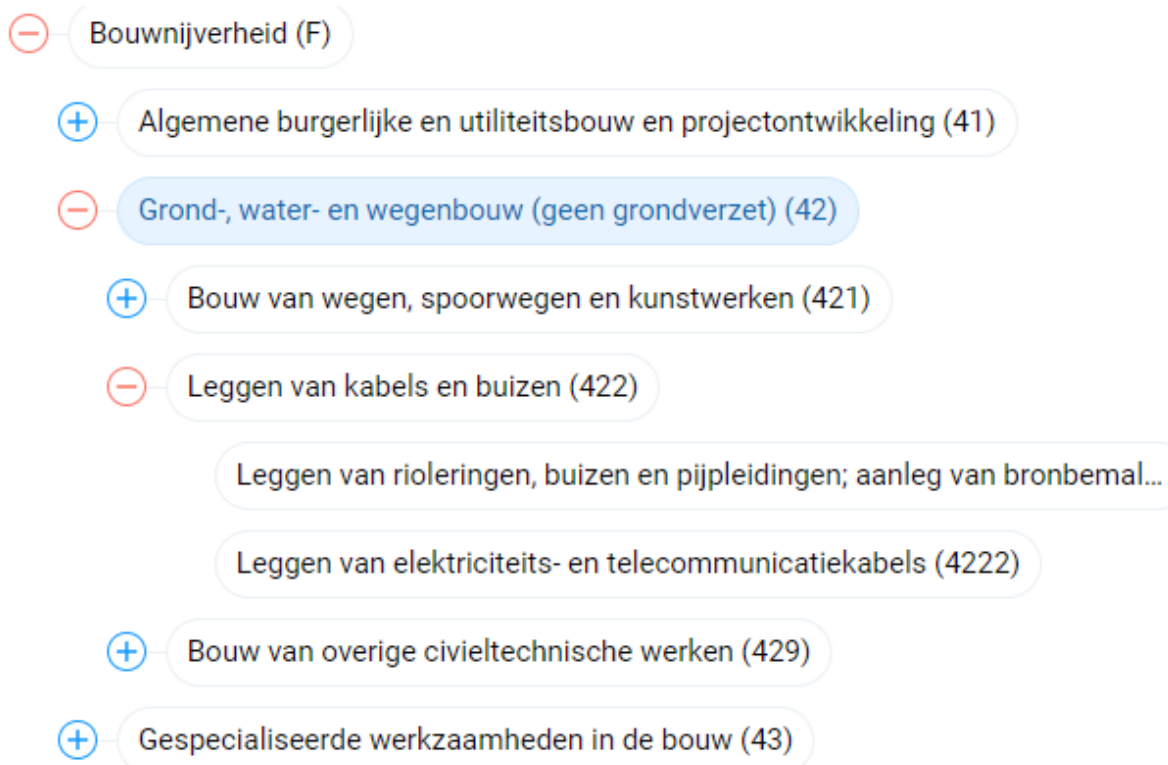 Bouwnijverheid (F)
Algemene burgerlijke en utiliteitsbouw en projectontwikkeling (41)
Grond-, water- en wegenbouw (geen grondverzet) (42)
Bouw van wegen, spoorwegen en kunstwerken (421)
Leggen van kabels en buizen (422)
Leggen van rioleringen, buizen en pijpleidingen; aanleg van bronbemal...
Leggen van elektriciteits- en telecommunicatiekabels (4222)
Bouw van overige civieltechnische werken (429)
Gespecialiseerde werkzaamheden in de bouw (43)